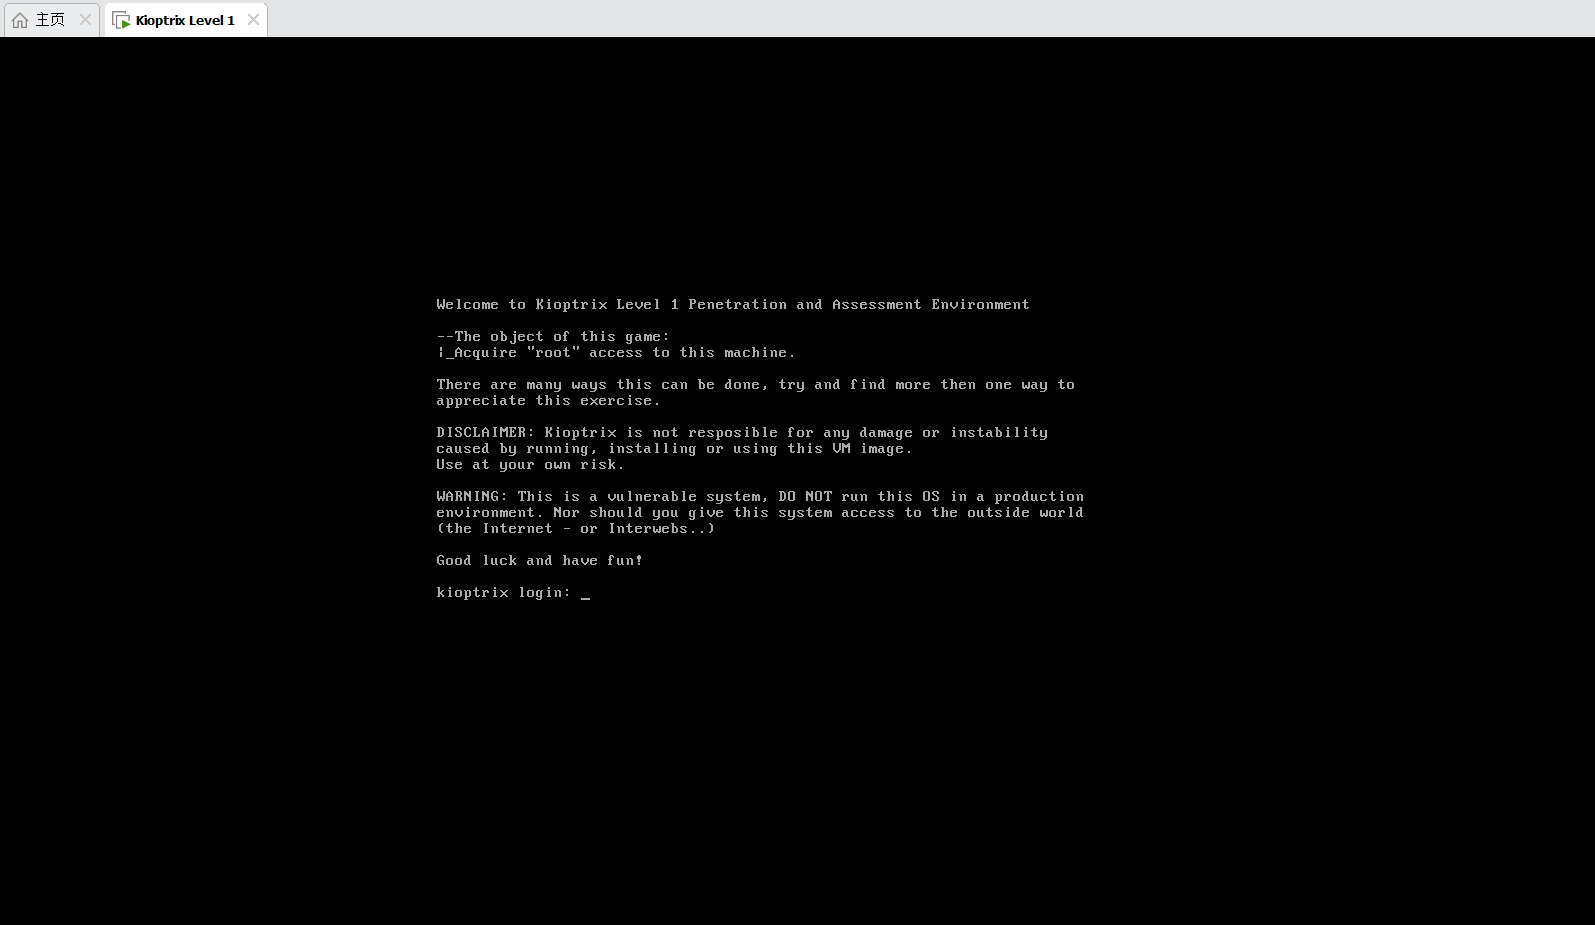 主页
Kioptrix Level 1
Welcome to Kioptrix Level 1 Penetration and Assessment Environment
--The object of this game:
|_Acquire "root" access to this machine.
There are many ways this can be done, try and find more then one way to
appreciate this exercise.
DISCLAIMER: Kioptrix is not resposible for any damage or instability
caused by running, installing or using this VM image.
Use at your own risk.
WARNING: This is a vulnerable system, DO NOT run this OS in a production
environment. Nor should you give this system access to the outside world
(the Internet - or Interwebs..)
Good luck and have fun!
kioptrix login: _